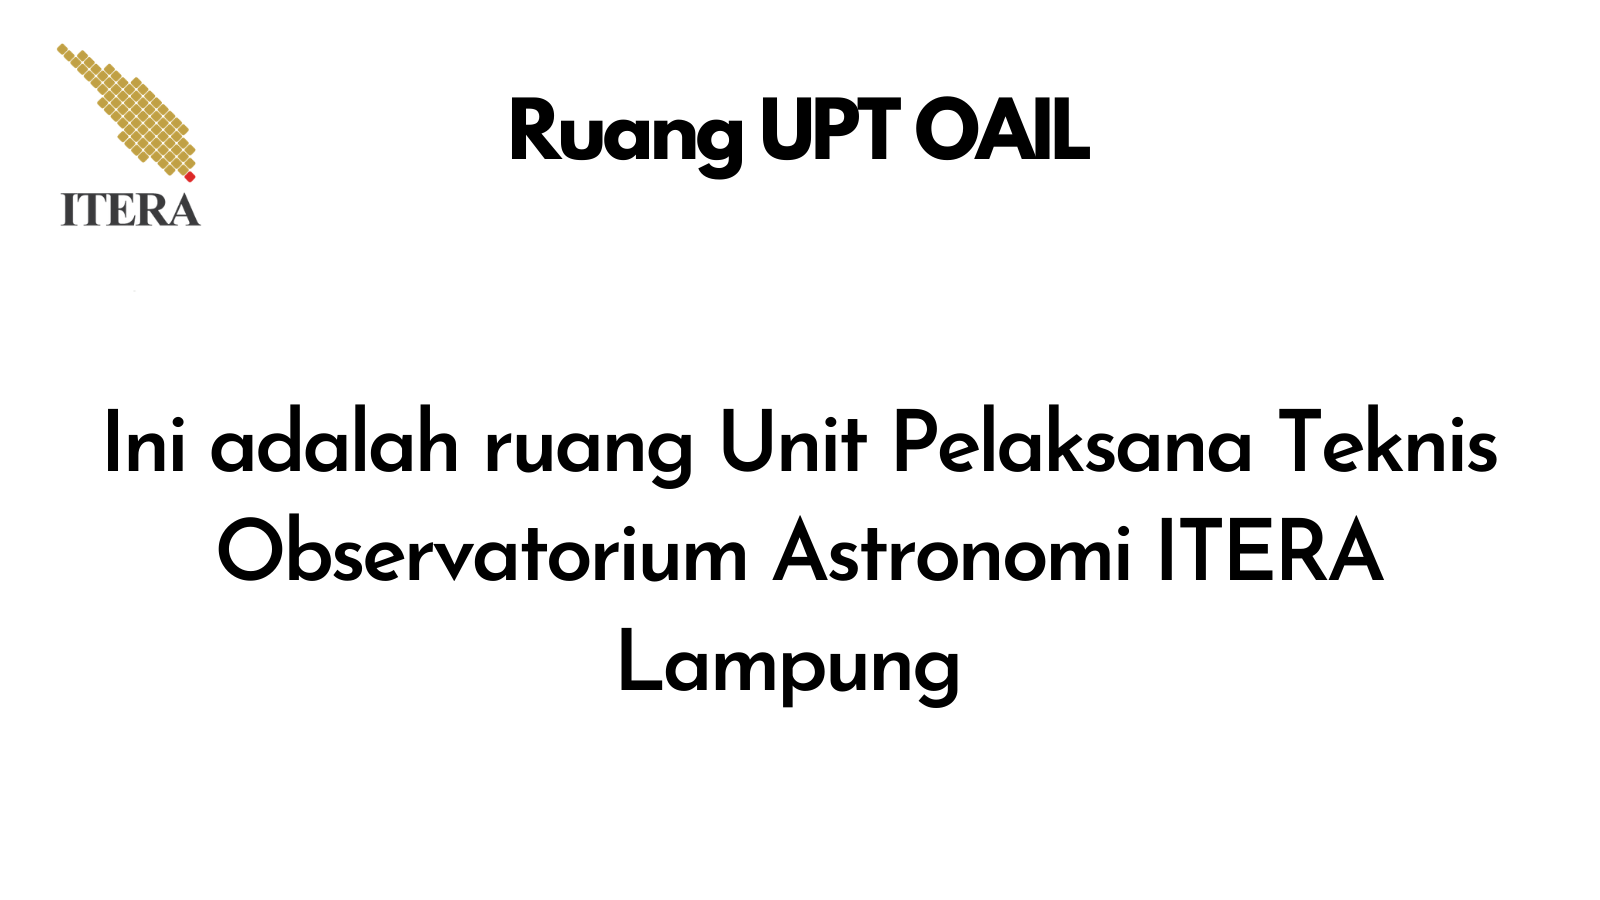 ITERA
Ruang UPT OAIL
Ini adalah ruang Unit Pelaksana Teknis
Observatorium Astronomi ITERA
Lampung